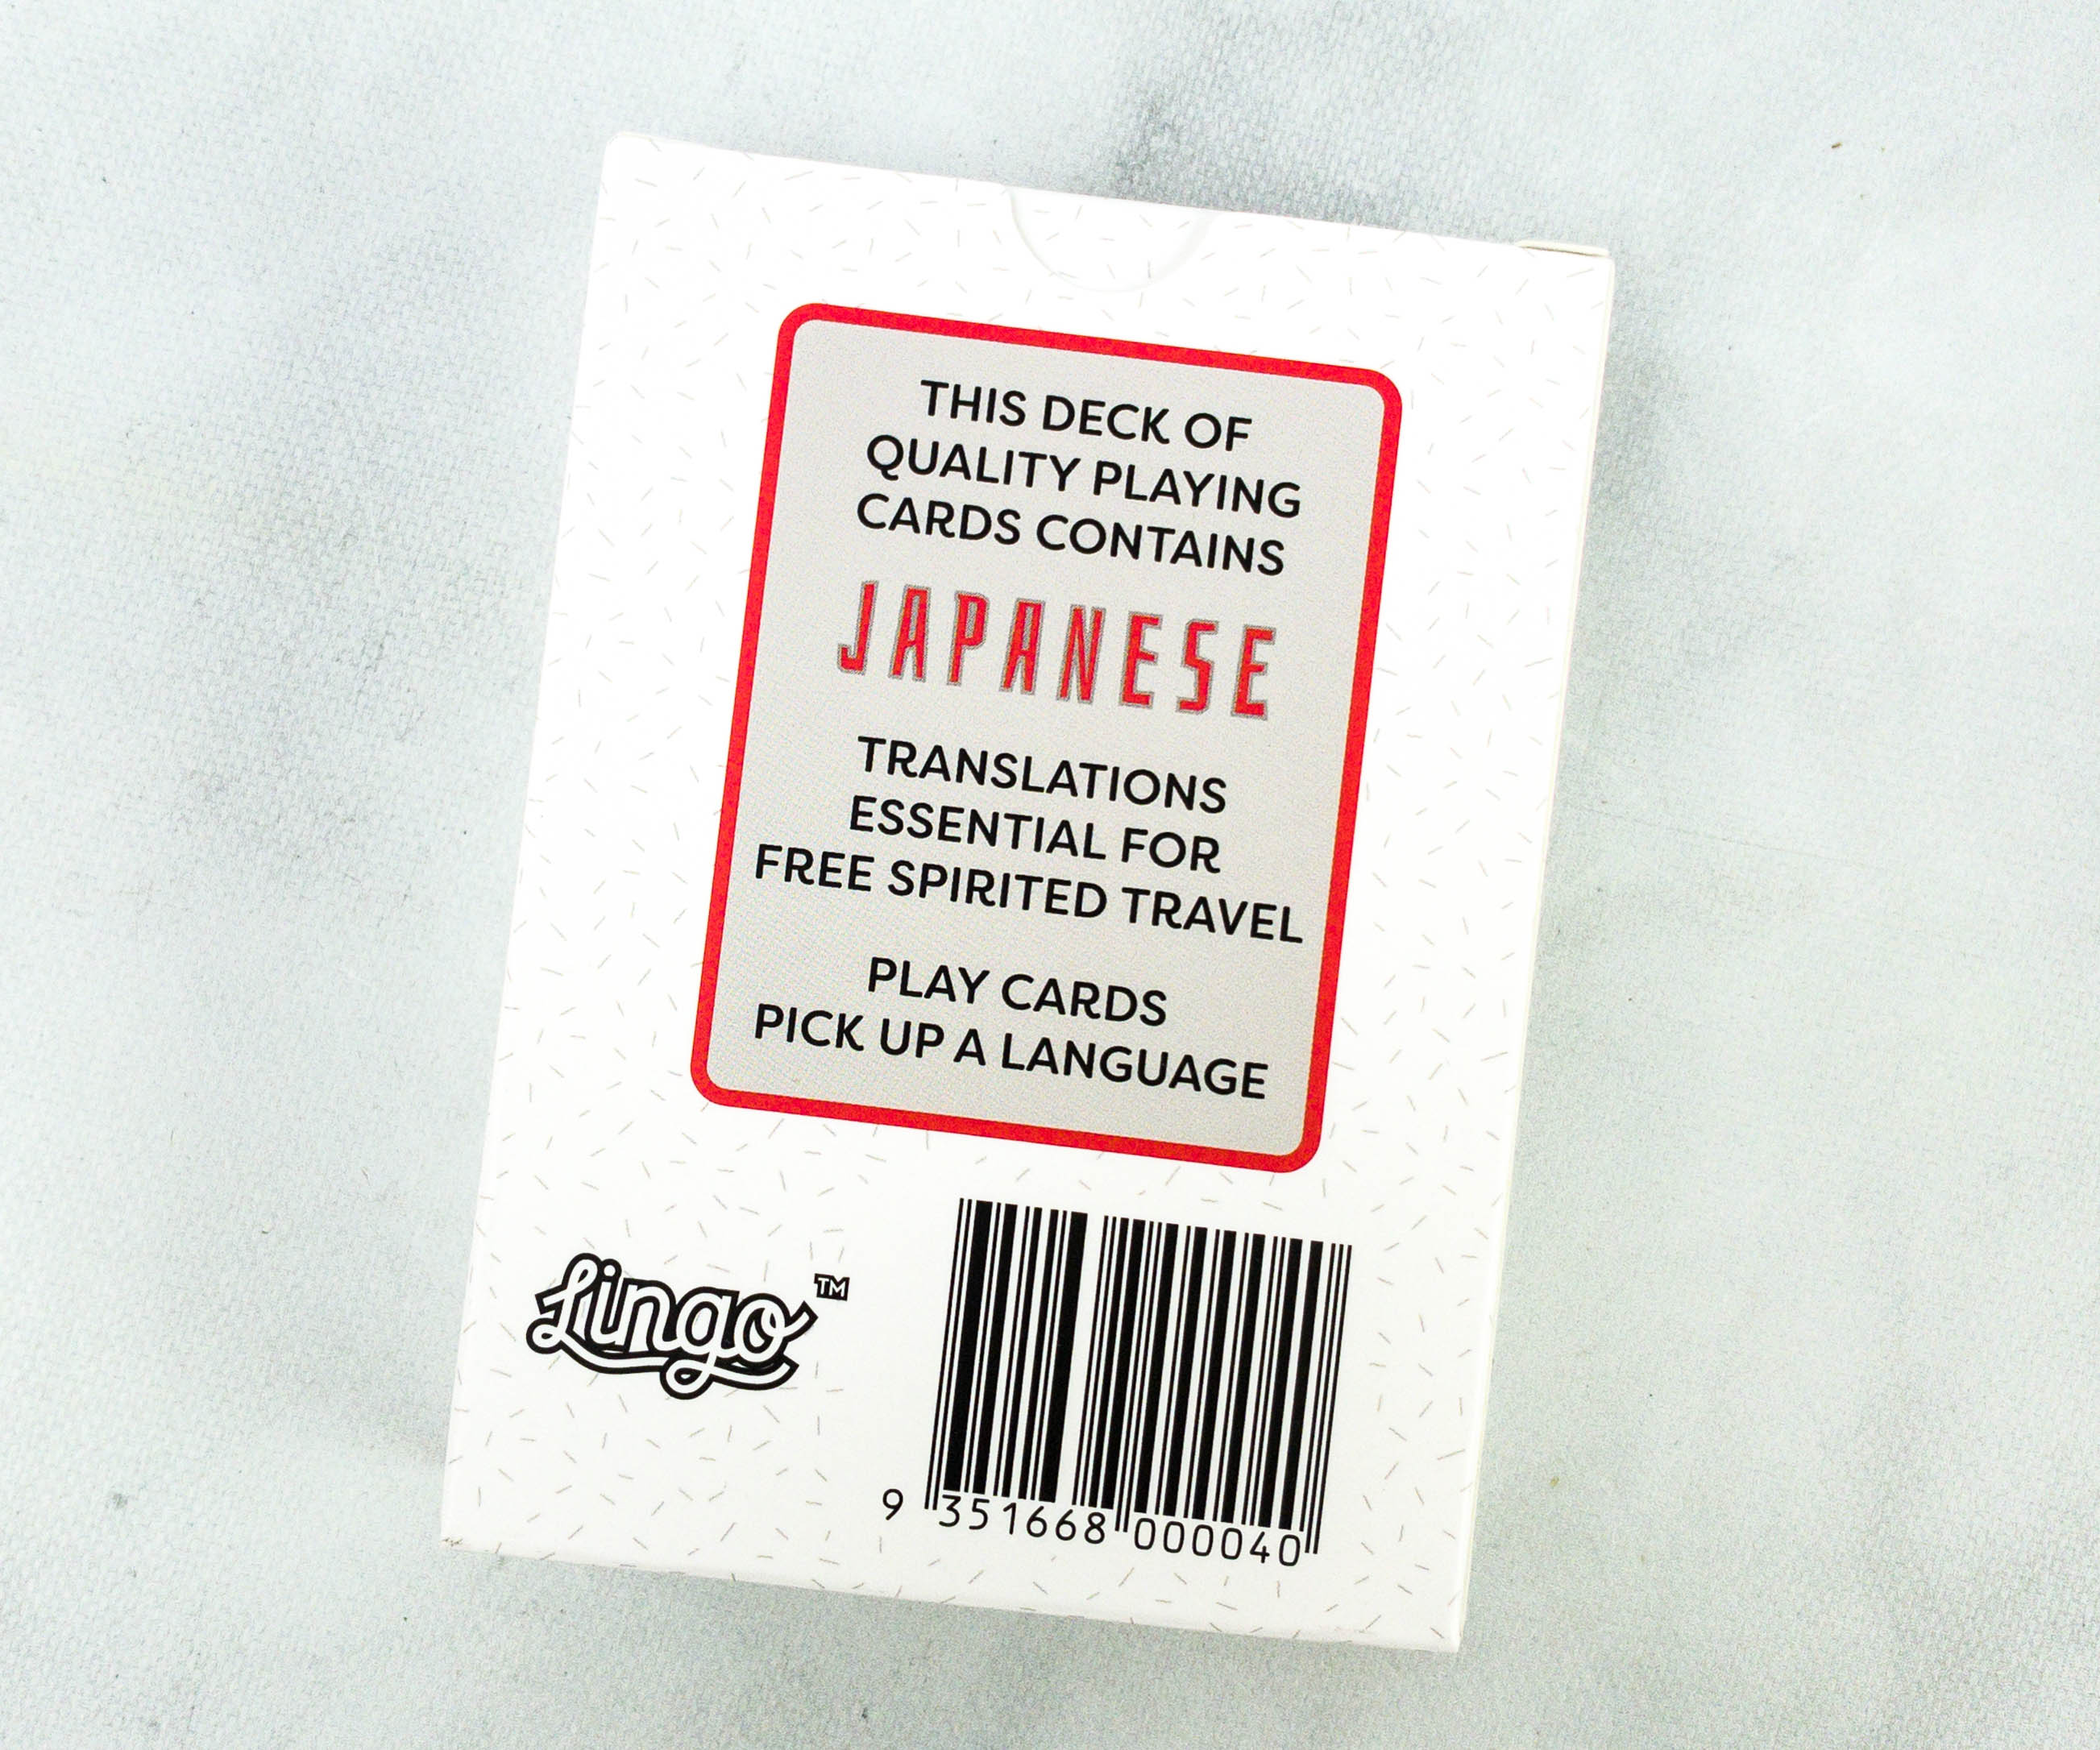 THIS DECK OF
QUALITY PLAYING
CARDS CONTAINS
JAPANESE
TRANSLATIONS
ESSENTIAL FOR
FREE SPIRITED TRAVEL
PLAY CARDS
PICK UP A LANGUAGE
Lingo™
9 351668 000040